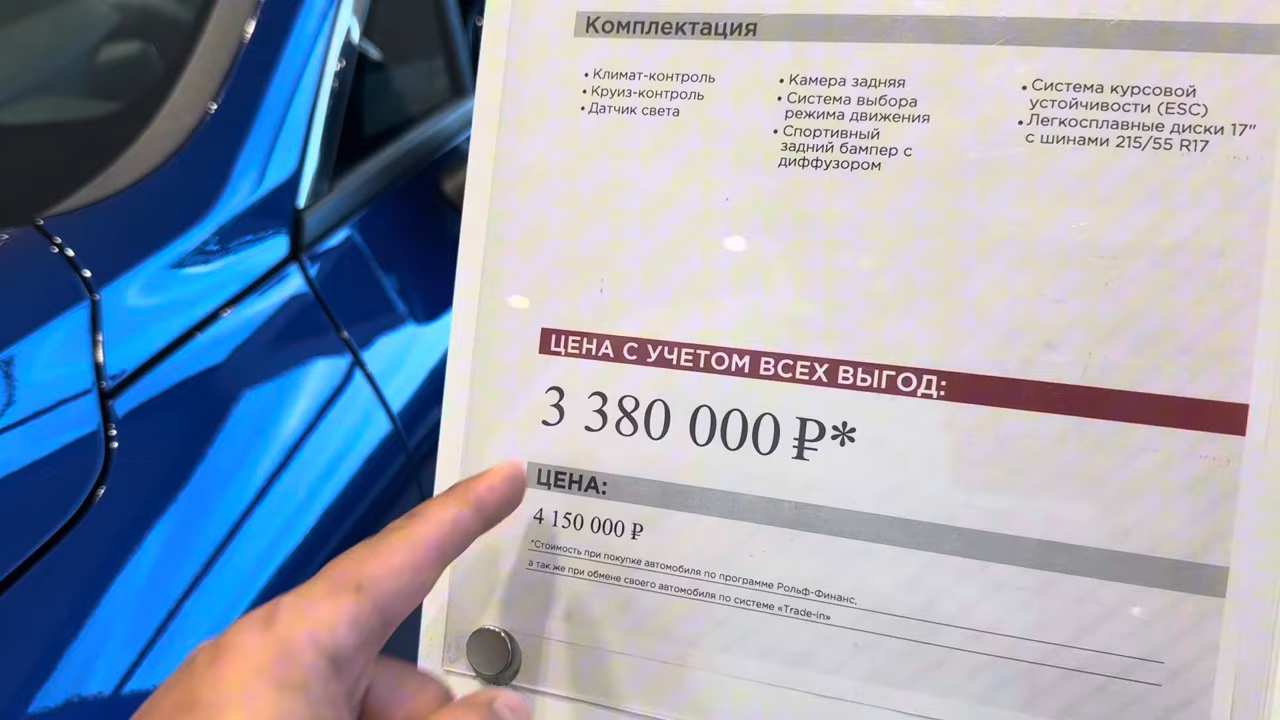 Комплектация
• Климат-контроль
• Круиз-контроль
• Датчик света
• Камера задняя
• Система выбора
режима движения
• Спортивный
задний бампер с
диффузором
• Система курсовой
устойчивости (ESC)
• Легкосплавные диски 17"
с шинами 215/55 R17
ЦЕНА С УЧЕТОМ ВСЕХ ВЫГОД:
3 380 000 ₽*
ЦЕНА:
4 150 000 ₽
*Стоимость при покупке автомобиля по программе Рольф-Финанс,
а так же при обмене своего автомобиля по системе «Trade-in»